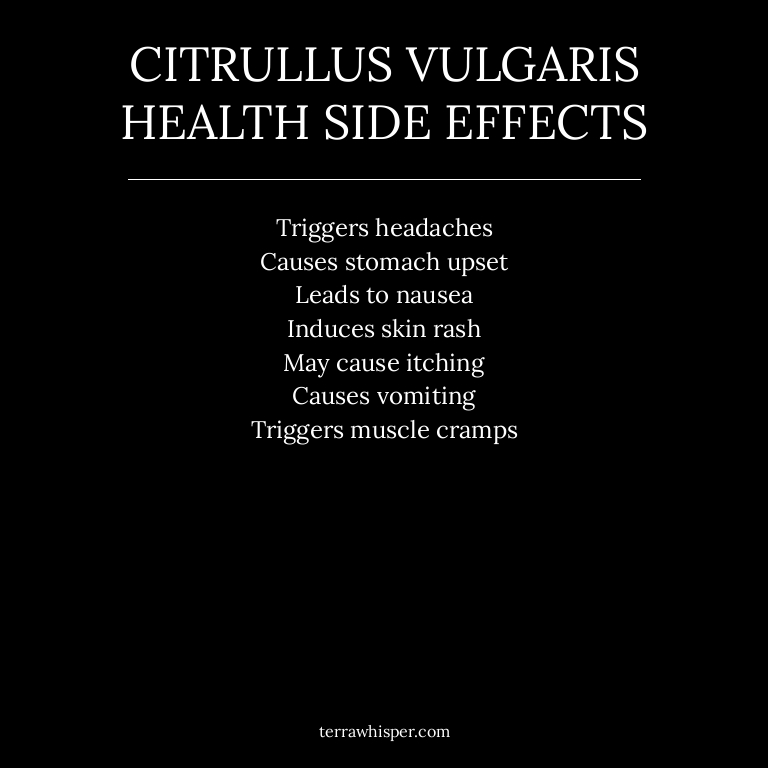 CITRULLUS VULGARIS
HEALTH SIDE EFFECTS
Triggers headaches
Causes stomach upset
Leads to nausea
Induces skin rash
May cause itching
Causes vomiting
Triggers muscle cramps
terrawhisper.com